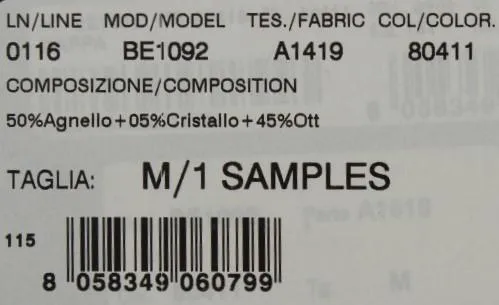 LN/LINE MOD/MODEL TES./FABRIC COL/COLOR.
0116 BE1092 A1419 80411
COMPOSIZIONE/COMPOSITION
50%Agnello+05%Cristallo+45%Ott
TAGLIA: M/1 SAMPLES
115
8 058349 060799